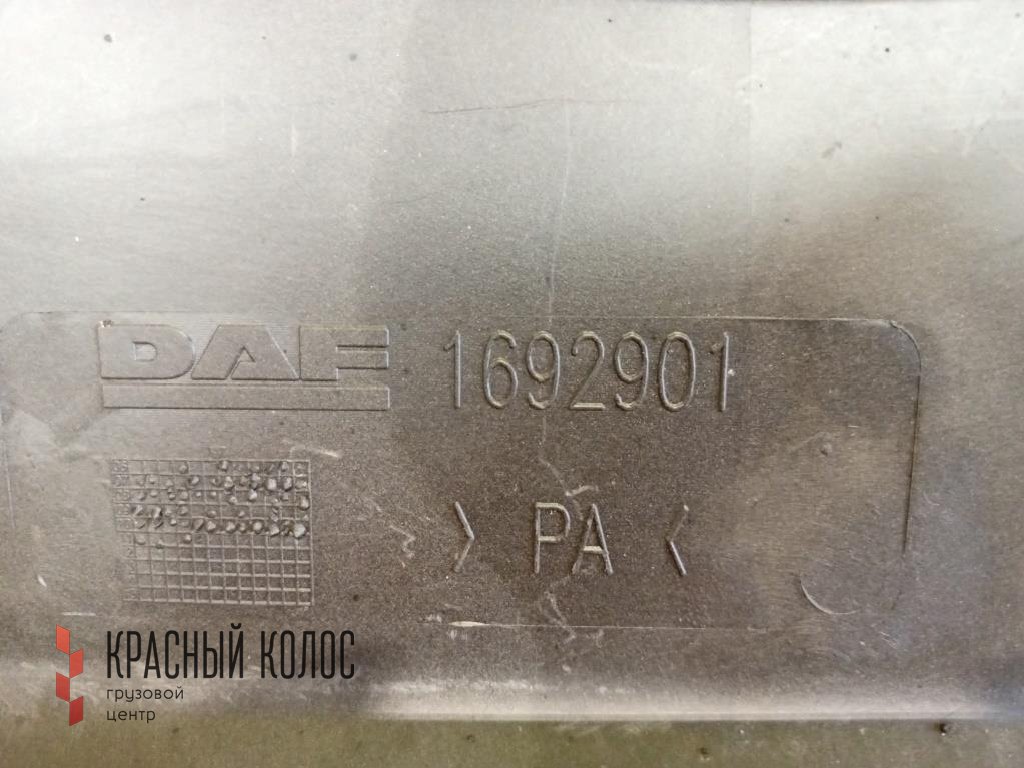 DAF 1692901
> PA <
КРАСНЫЙ КОЛОС
грузовой
центр